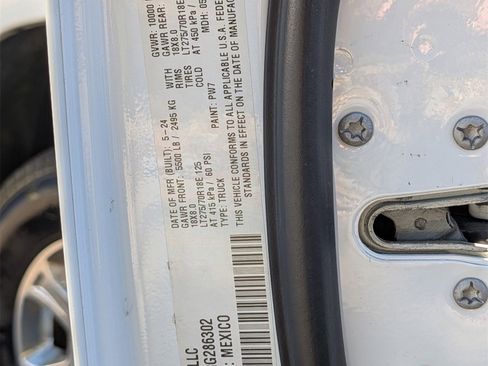 LLC
DATE OF MFR (BUILT): 5-24
GVWR: 10000
GAWR FRONT: 5500 LB / 2495 KG WITH
GAWR REAR:
18X8.0 RIMS 18X8.0
LT275/70R18E 125 TIRES LT275/70R18E
AT 415 kPa / 60 PSI COLD AT 450 kPa /
TYPE: TRUCK PAINT: PW7 MDH: 05
THIS VEHICLE CONFORMS TO ALL APPLICABLE U.S.A. FEDE
STANDARDS IN EFFECT ON THE DATE OF MANUFAC
G286302
: MEXICO